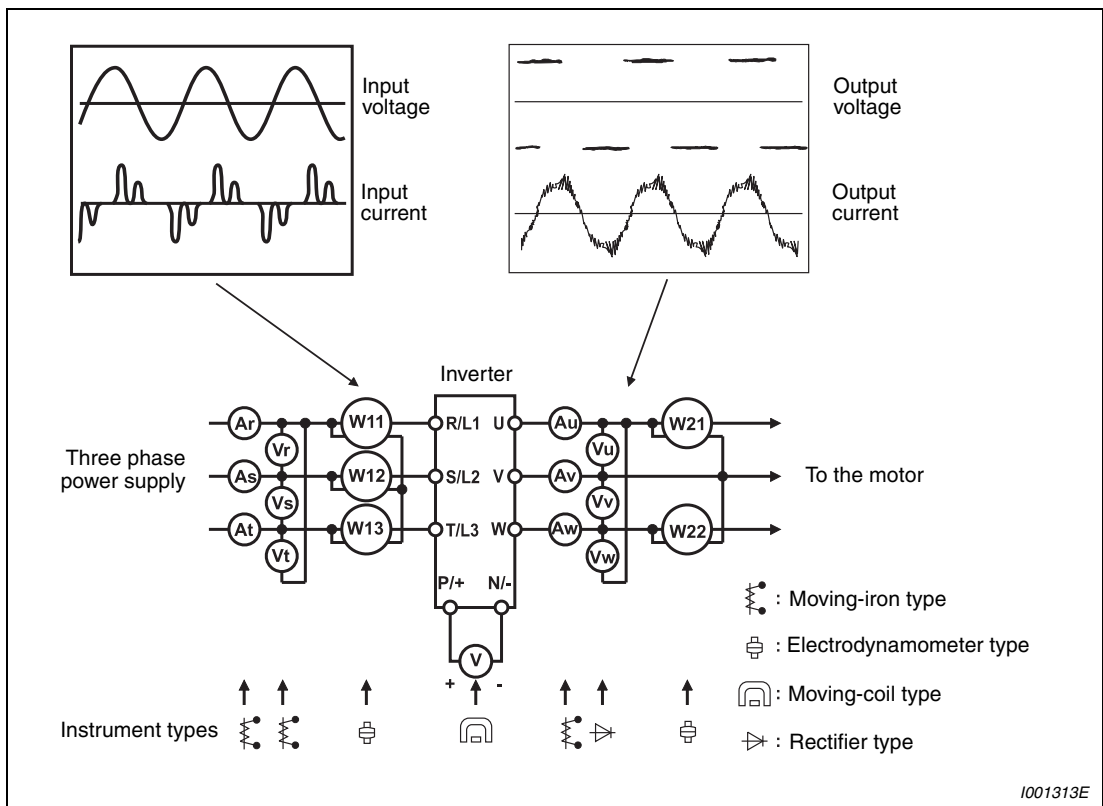 Input
voltage
Input
current
Output
voltage
Output
current
Inverter
Three phase
power supply
Ar
As
At
Vr
Vs
Vt
W11
W12
W13
R/L1
S/L2
T/L3
U
V
W
P/+
N/-
V
+
-
Au
Av
Aw
Vu
Vv
Vw
W21
W22
To the motor
: Moving-iron type
: Electrodynamometer type
: Moving-coil type
: Rectifier type
Instrument types
I001313E